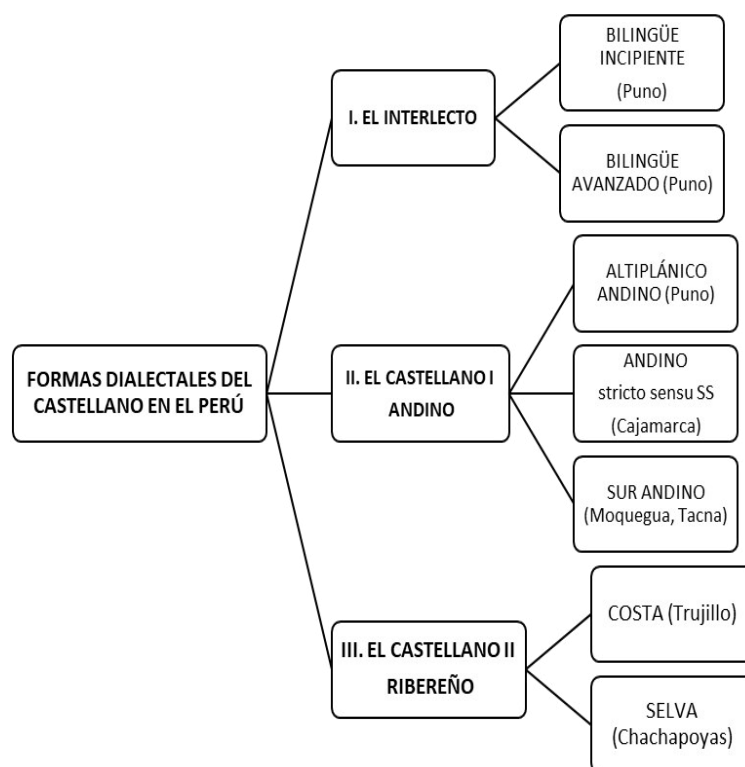 FORMAS DIALECTALES DEL
CASTELLANO EN EL PERÚ
I. EL INTERLECTO
BILINGÜE
INCIPIENTE
(Puno)
BILINGÜE
AVANZADO (Puno)
II. EL CASTELLANO I
ANDINO
ALTIPLÁNICO
ANDINO (Puno)
ANDINO
stricto sensu SS
(Cajamarca)
SUR ANDINO
(Moquegua, Tacna)
III. EL CASTELLANO II
RIBEREÑO
COSTA (Trujillo)
SELVA
(Chachapoyas)